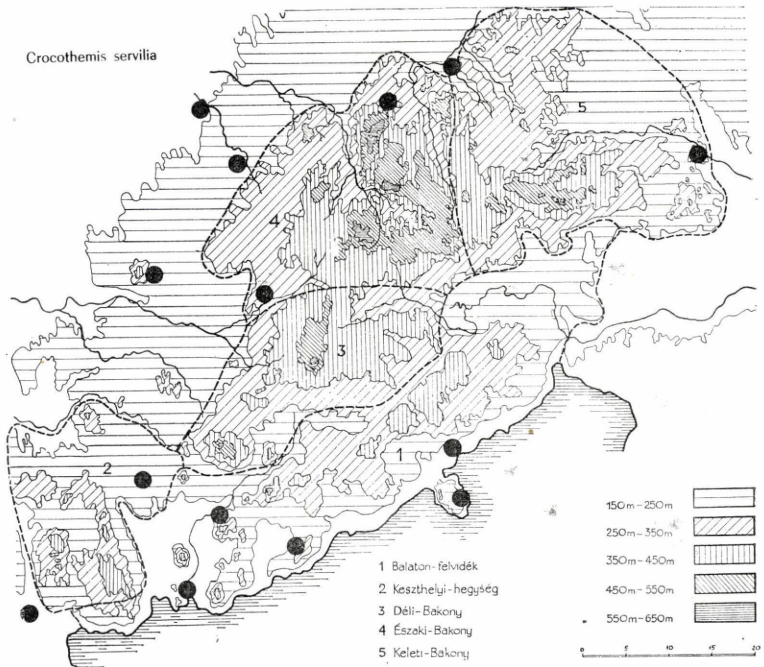 Crocothemis servilia
5
4
3
2
1
150m-250m
250m-350m
350m-450m
450m-550m
550m-650m
1 Balaton-felvidék
2 Keszthelyi-hegység
3 Déli-Bakony
4 Északi-Bakony
5 Keleti-Bakony
0 5 10 15 20